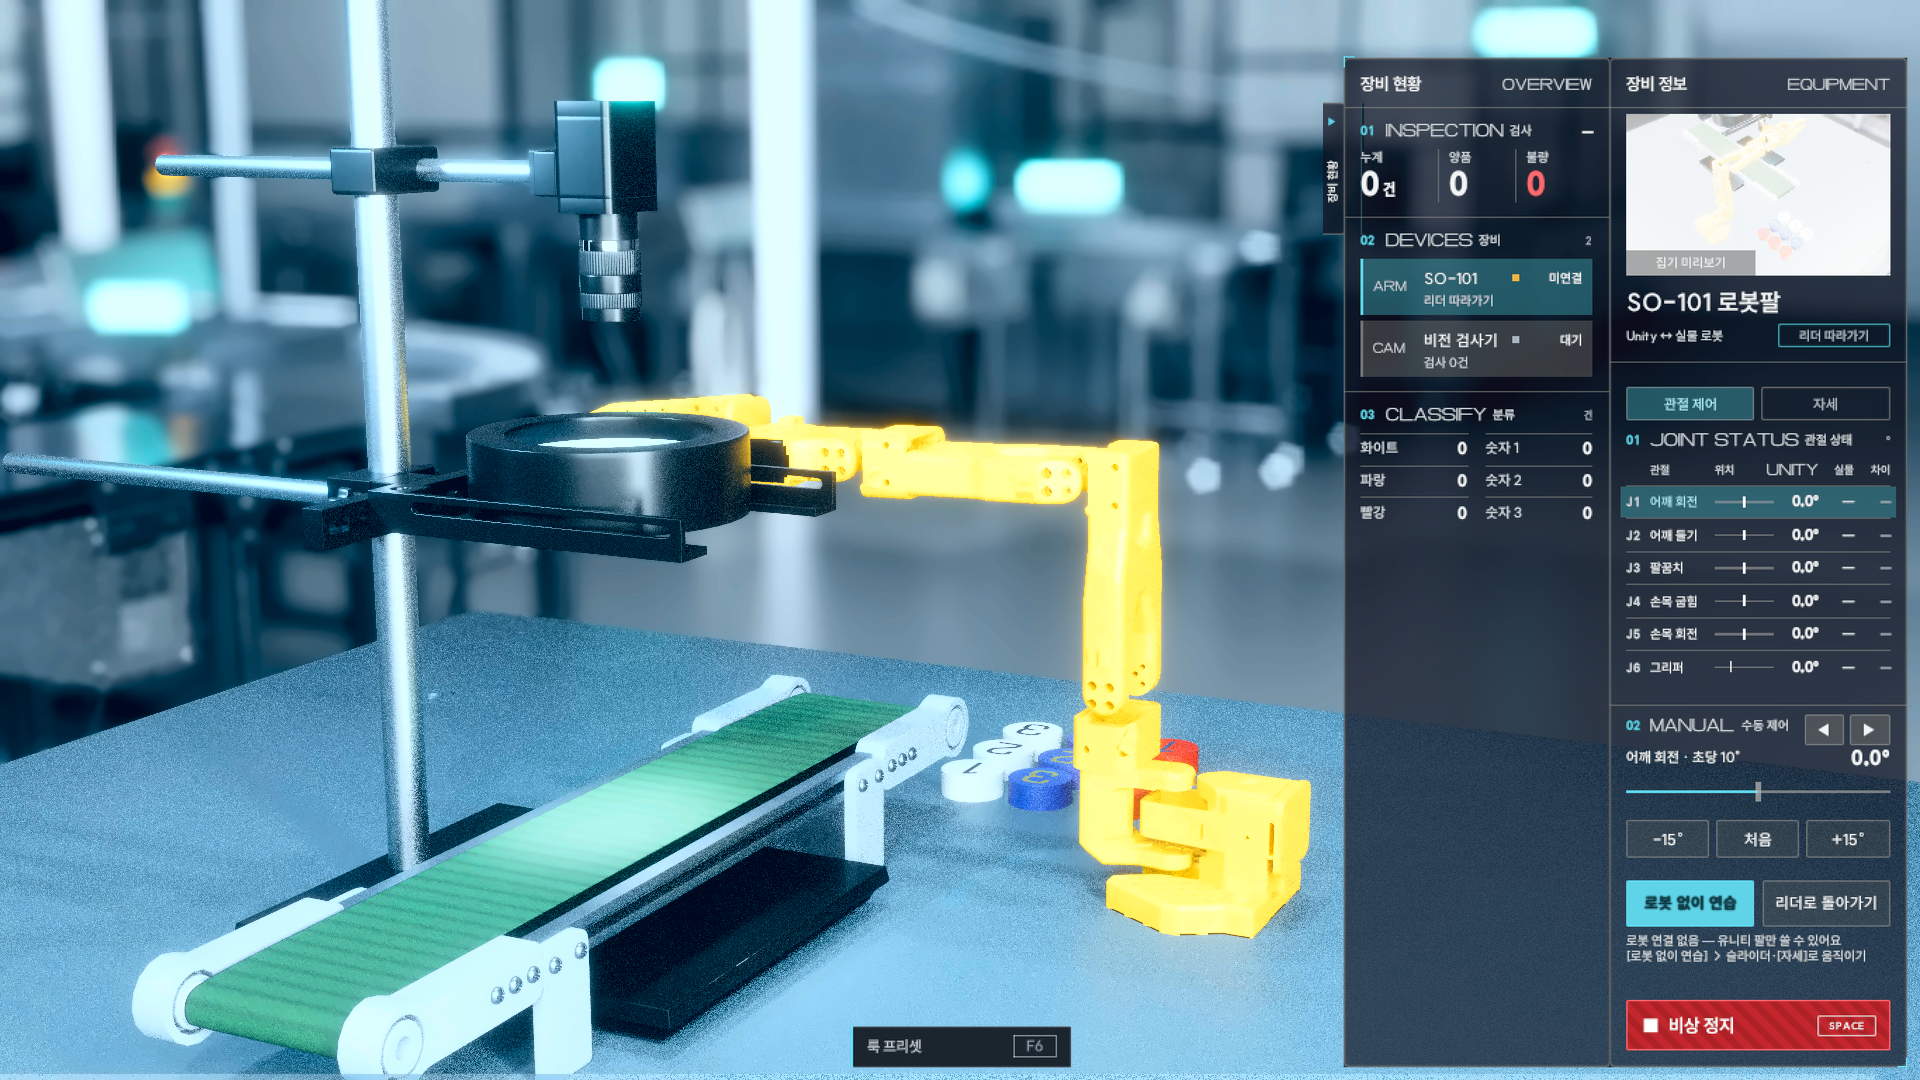 장비 현황 OVERVIEW
01 INSPECTION 검사 –
누계 양품 불량
0건 0 0
02 DEVICES 장비 2
ARM SO-101 미연결
리더 따라가기
CAM 비전 검사기 대기
검사 0건
03 CLASSIFY 분류 건
화이트 0 숫자 1 0
파랑 0 숫자 2 0
빨강 0 숫자 3 0
장비 현황
장비 정보 EQUIPMENT
집기 미리보기
SO-101 로봇팔
Unity ↔ 실물 로봇 리더 따라가기
관절 제어 자세
01 JOINT STATUS 관절 상태 °
관절 위치 UNITY 실물 차이
J1 어깨 회전 0.0° — —
J2 어깨 들기 0.0° — —
J3 팔꿈치 0.0° — —
J4 손목 굽힘 0.0° — —
J5 손목 회전 0.0° — —
J6 그리퍼 0.0° — —
02 MANUAL 수동 제어 ◀ ▶
어깨 회전 · 초당 10° 0.0°
-15° 처음 +15°
로봇 없이 연습 리더로 돌아가기
로봇 연결 없음 — 유니티 팔만 쓸 수 있어요
[로봇 없이 연습] > 슬라이더·[자세]로 움직이기
비상 정지 SPACE
룩 프리셋 F6
3
2
1
3
1